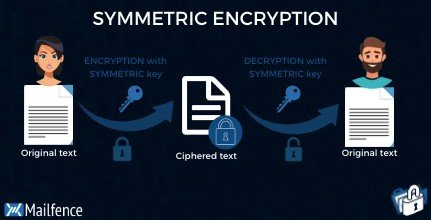 SYMMETRIC ENCRYPTION
ENCRYPTION with
SYMMETRIC key
DECRYPTION with
SYMMETRIC key
Original text
Ciphered text
Original text
Mailfence